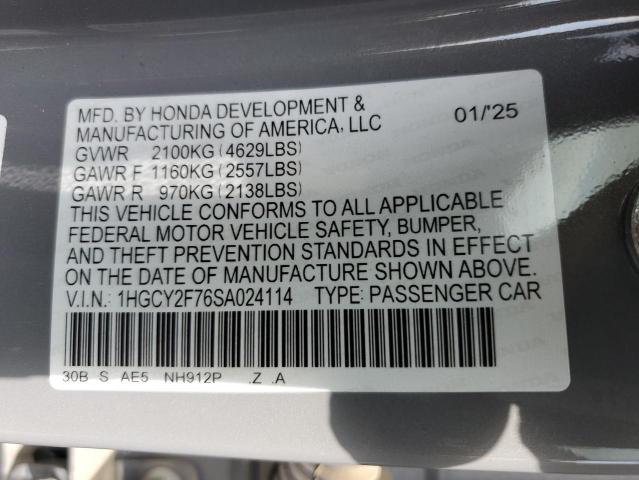 MFD. BY HONDA DEVELOPMENT &
MANUFACTURING OF AMERICA, LLC 01/'25
GVWR 2100KG (4629LBS)
GAWR F 1160KG (2557LBS)
GAWR R 970KG (2138LBS)
THIS VEHICLE CONFORMS TO ALL APPLICABLE
FEDERAL MOTOR VEHICLE SAFETY, BUMPER,
AND THEFT PREVENTION STANDARDS IN EFFECT
ON THE DATE OF MANUFACTURE SHOWN ABOVE.
V.I.N.: 1HGCY2F76SA024114 TYPE: PASSENGER CAR
30B S AE5 NH912P .Z .A